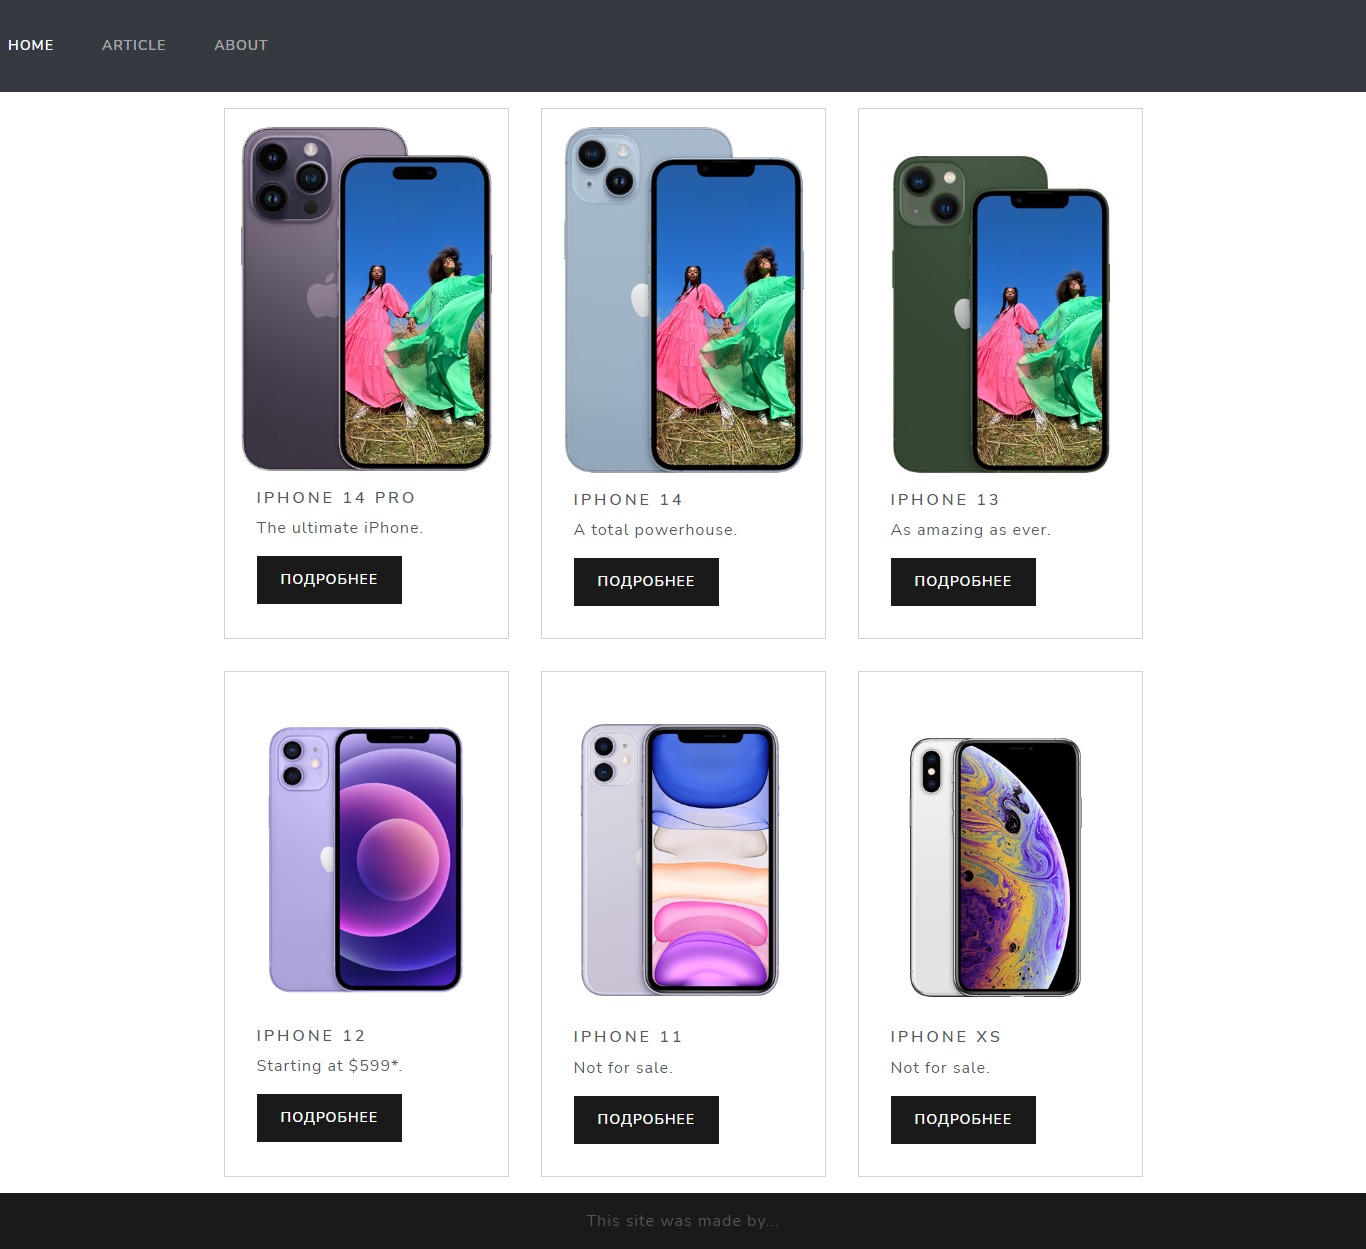 HOME ARTICLE ABOUT
IPHONE 14 PRO
The ultimate iPhone.
ПОДРОБНЕЕ
IPHONE 14
A total powerhouse.
ПОДРОБНЕЕ
IPHONE 13
As amazing as ever.
ПОДРОБНЕЕ
IPHONE 12
Starting at $599*.
ПОДРОБНЕЕ
IPHONE 11
Not for sale.
ПОДРОБНЕЕ
IPHONE XS
Not for sale.
ПОДРОБНЕЕ
This site was made by...